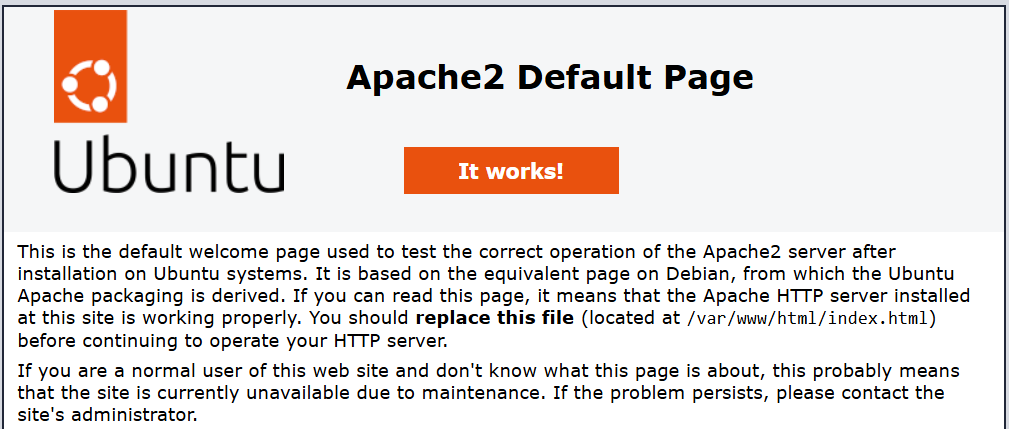 Ubuntu
Apache2 Default Page
It works!
This is the default welcome page used to test the correct operation of the Apache2 server after
installation on Ubuntu systems. It is based on the equivalent page on Debian, from which the Ubuntu
Apache packaging is derived. If you can read this page, it means that the Apache HTTP server installed
at this site is working properly. You should replace this file (located at /var/www/html/index.html)
before continuing to operate your HTTP server.
If you are a normal user of this web site and don't know what this page is about, this probably means
that the site is currently unavailable due to maintenance. If the problem persists, please contact the
site's administrator.